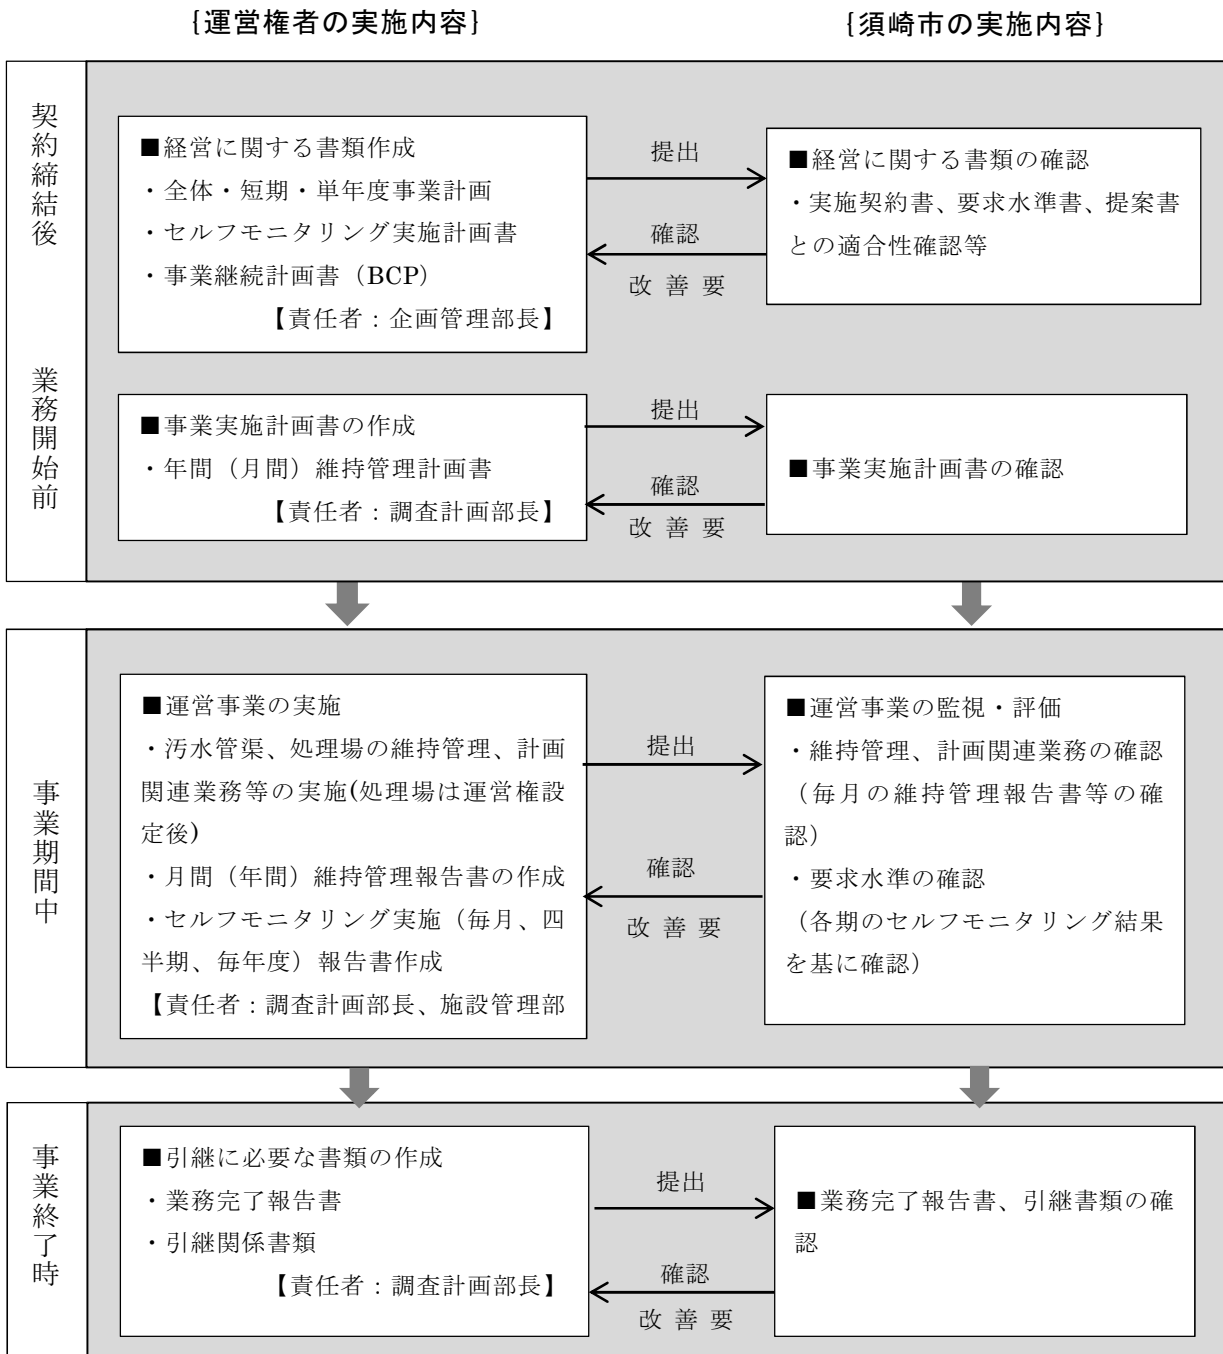 {運営権者の実施内容}
{須崎市の実施内容}
契約締結後
■経営に関する書類作成
・全体・短期・単年度事業計画
・セルフモニタリング実施計画書
・事業継続計画書（BCP）
【責任者：企画管理部長】
提出
確認
改 善 要
■経営に関する書類の確認
・実施契約書、要求水準書、提案書
との適合性確認等
業務開始前
■事業実施計画書の作成
・年間（月間）維持管理計画書
【責任者：調査計画部長】
提出
確認
改 善 要
■事業実施計画書の確認
事業期間中
■運営事業の実施
・汚水管渠、処理場の維持管理、計画
関連業務等の実施(処理場は運営権設
定後)
・月間（年間）維持管理報告書の作成
・セルフモニタリング実施（毎月、四
半期、毎年度）報告書作成
【責任者：調査計画部長、施設管理部
提出
確認
改 善 要
■運営事業の監視・評価
・維持管理、計画関連業務の確認
（毎月の維持管理報告書等の確
認）
・要求水準の確認
（各期のセルフモニタリング結果
を基に確認）
事業終了時
■引継に必要な書類の作成
・業務完了報告書
・引継関係書類
【責任者：調査計画部長】
提出
確認
改 善 要
■業務完了報告書、引継書類の確
認